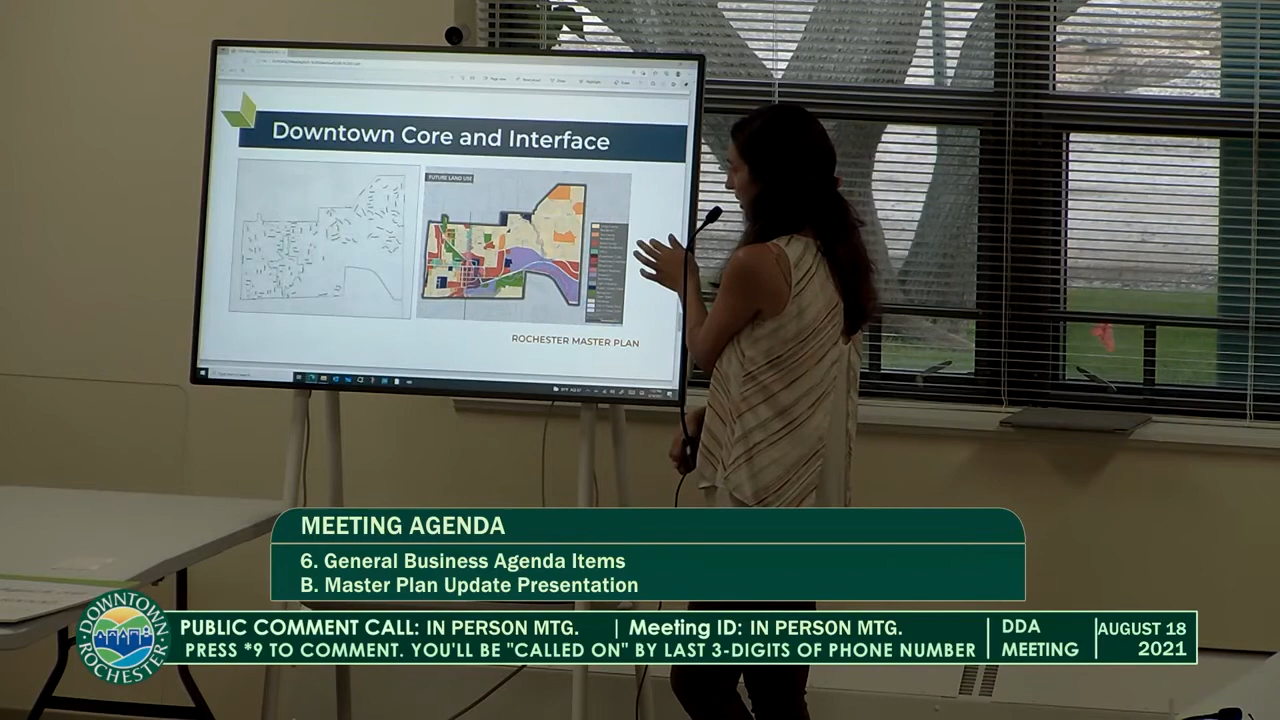 Downtown Core and Interface
FUTURE LAND USE
ROCHESTER MASTER PLAN
MEETING AGENDA
6. General Business Agenda Items
B. Master Plan Update Presentation
DOWNTOWN
ROCHESTER
PUBLIC COMMENT CALL: IN PERSON MTG. | Meeting ID: IN PERSON MTG.
PRESS *9 TO COMMENT. YOU'LL BE "CALLED ON" BY LAST 3-DIGITS OF PHONE NUMBER
DDA
MEETING
AUGUST 18
2021